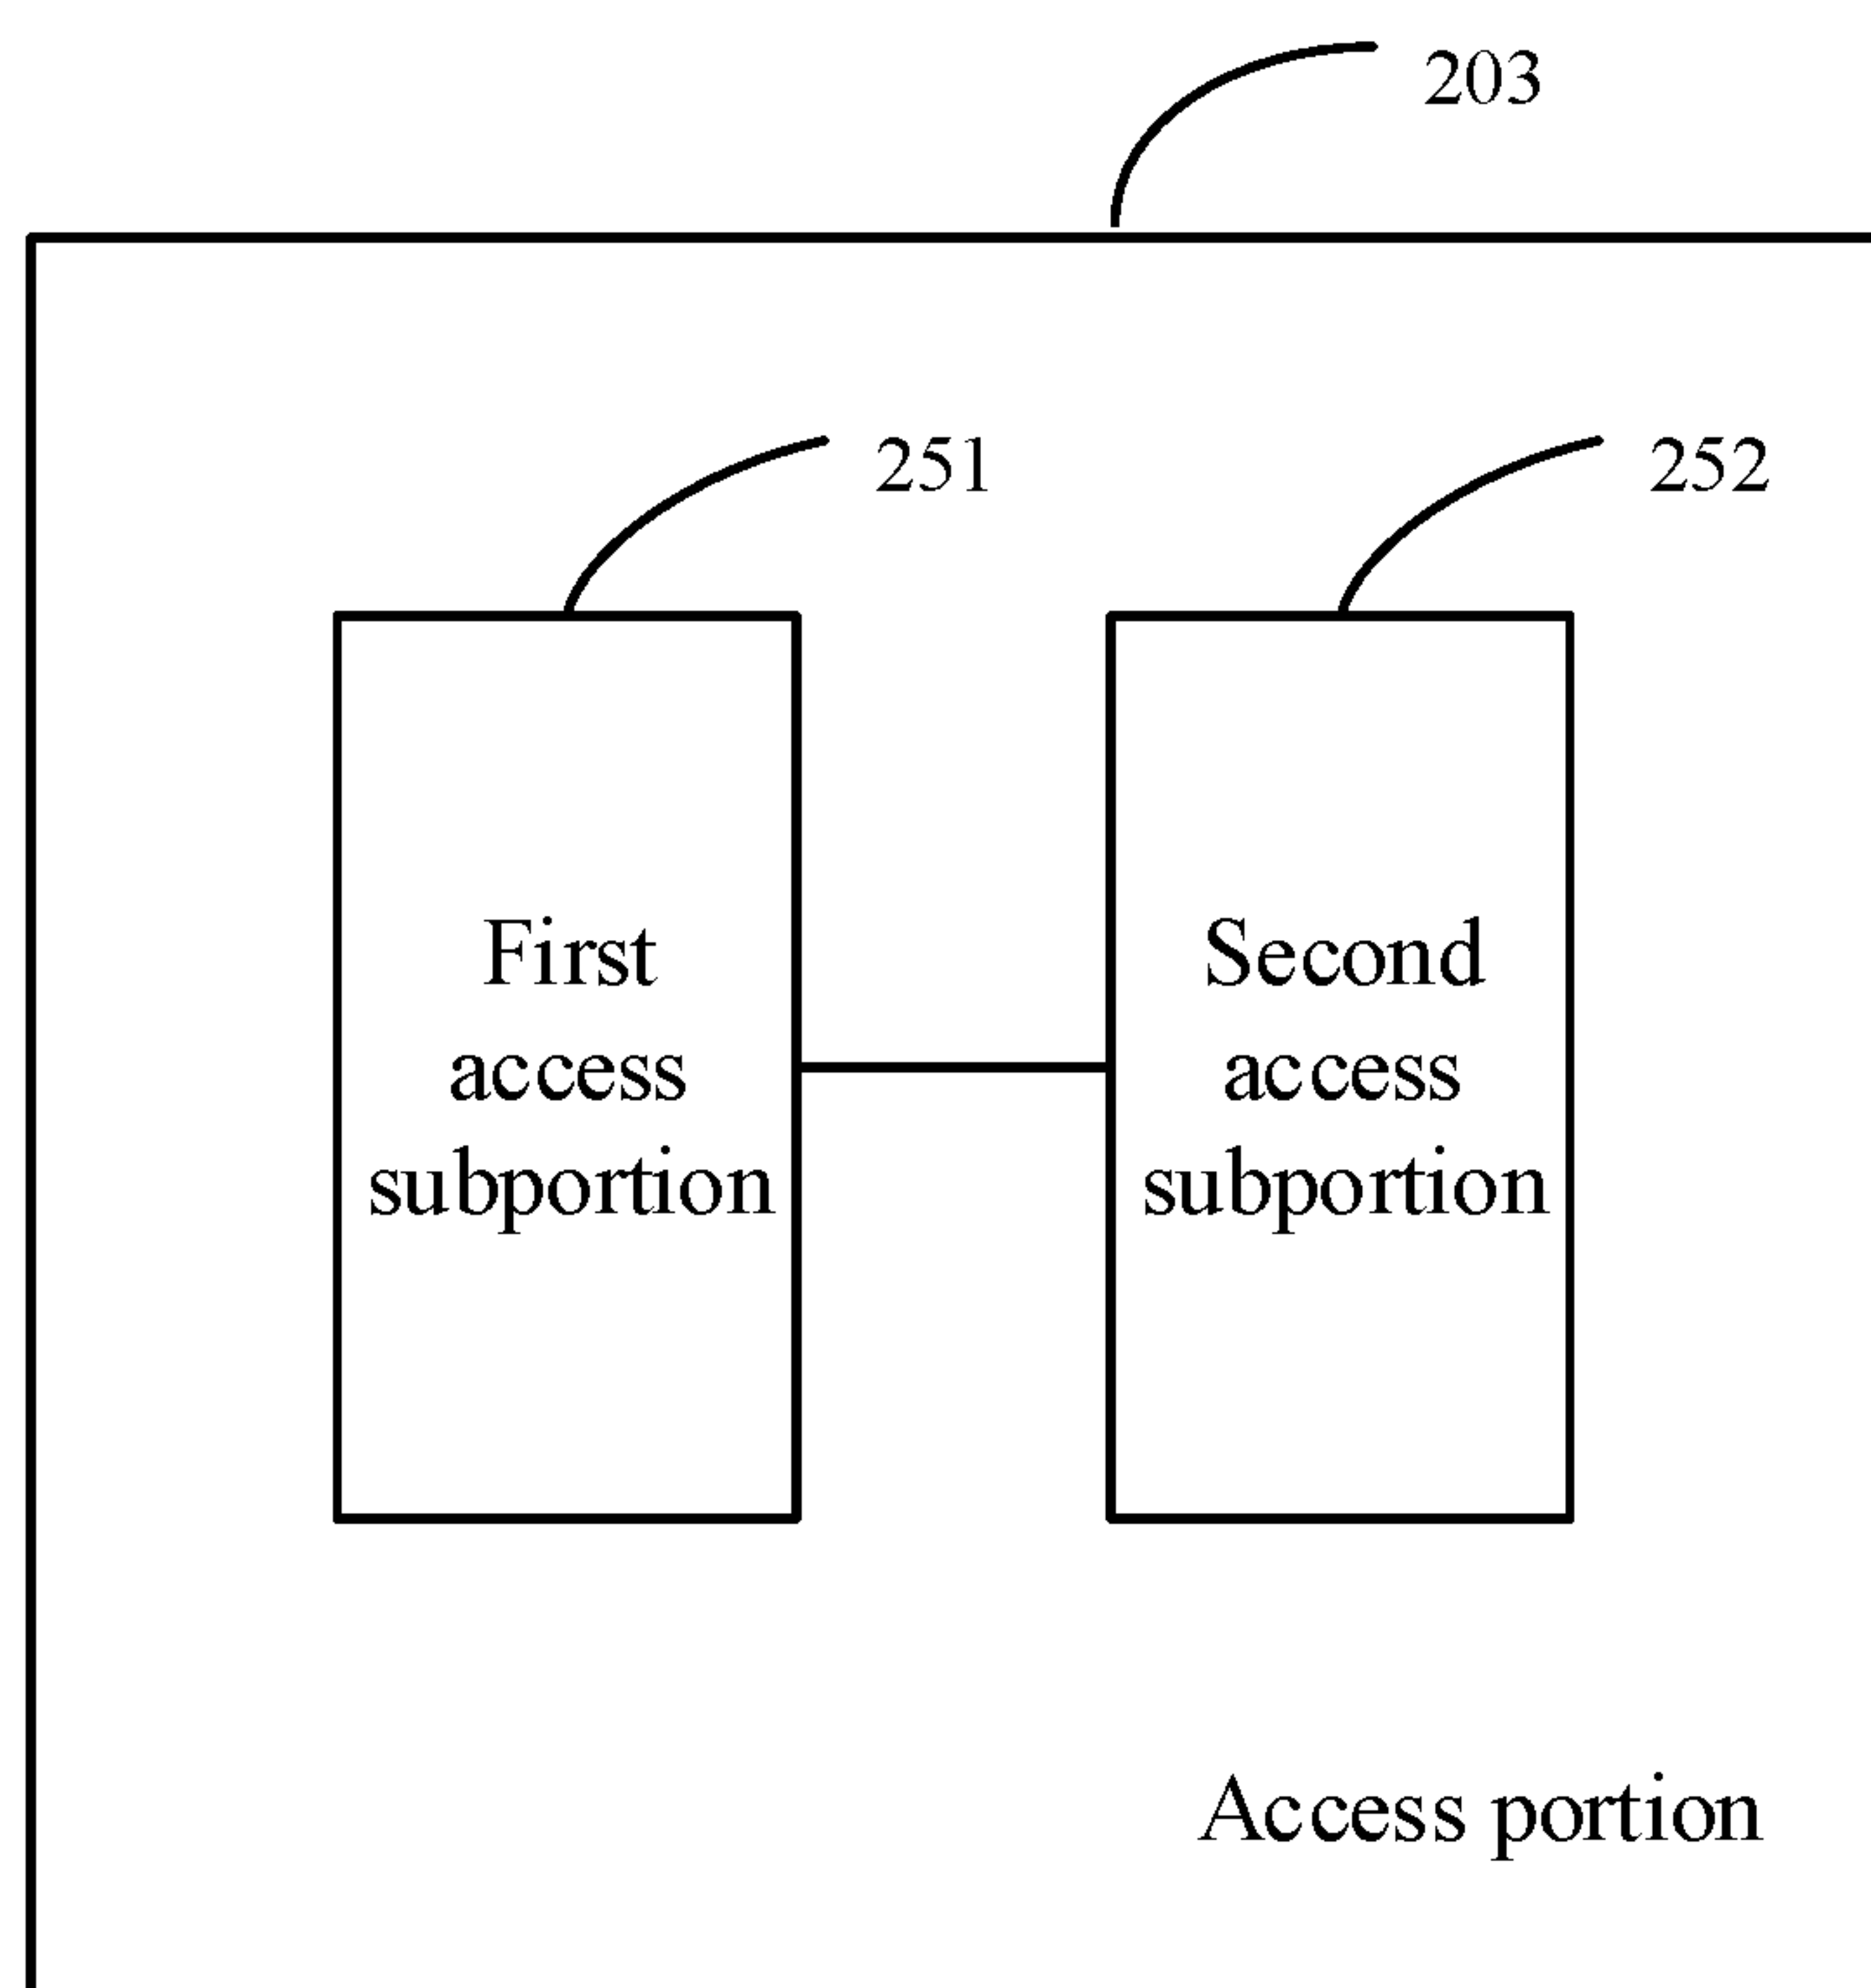 203
251
252
First
access
subportion
Second
access
subportion
Access portion